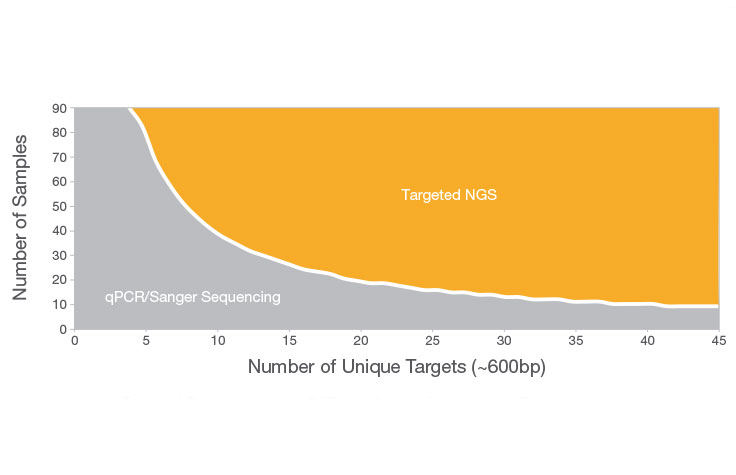 90
80
70
60
50
40
30
20
10
0
Number of Samples
Targeted NGS
qPCR/Sanger Sequencing
0 5 10 15 20 25 30 35 40 45
Number of Unique Targets (~600bp)